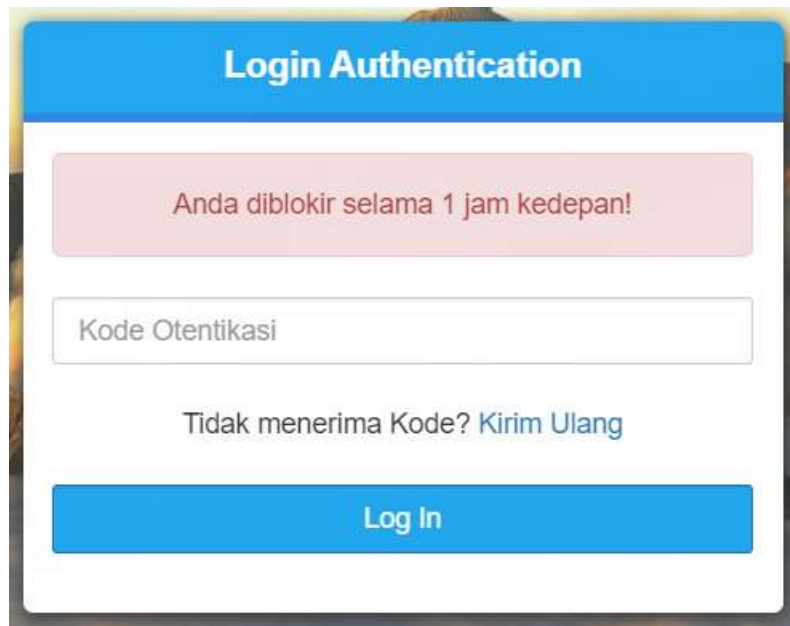 Login Authentication
Anda diblokir selama 1 jam kedepan!
Kode Otentikasi
Tidak menerima Kode? Kirim Ulang
Log In